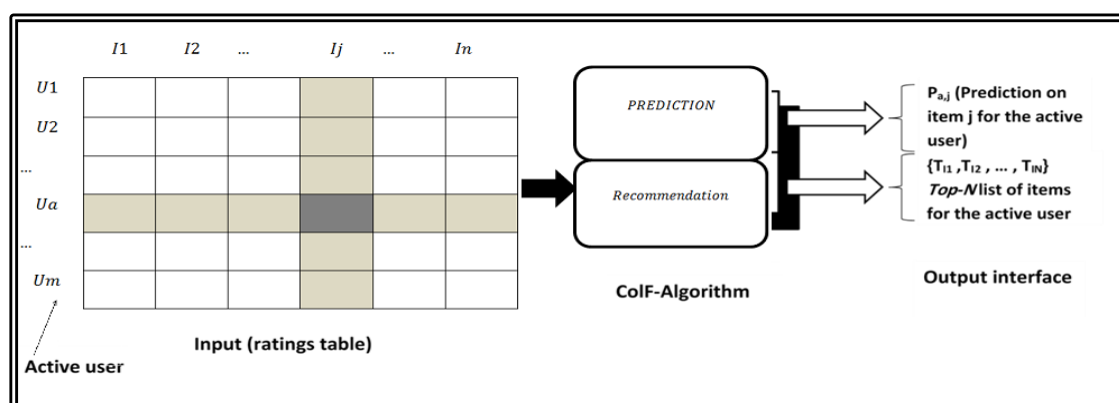 I1 I2 ... Ij ... In
U1
U2
...
Ua
...
Um
Active user
Input (ratings table)
PREDICTION
Recommendation
ColF-Algorithm
Pa,j (Prediction on
item j for the active
user)
{TI1 ,TI2 , ... , TIN}
Top-N list of items
for the active user
Output interface